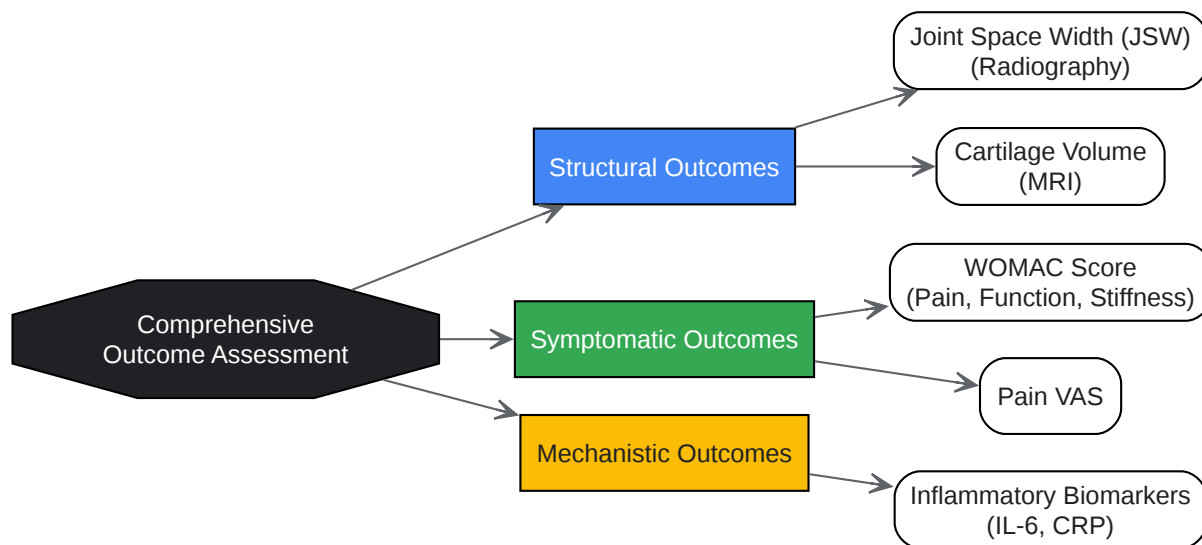 Comprehensive
Outcome Assessment
Structural Outcomes
Joint Space Width (JSW)
(Radiography)
Cartilage Volume
(MRI)
Symptomatic Outcomes
WOMAC Score
(Pain, Function, Stiffness)
Pain VAS
Mechanistic Outcomes
Inflammatory Biomarkers
(IL-6, CRP)